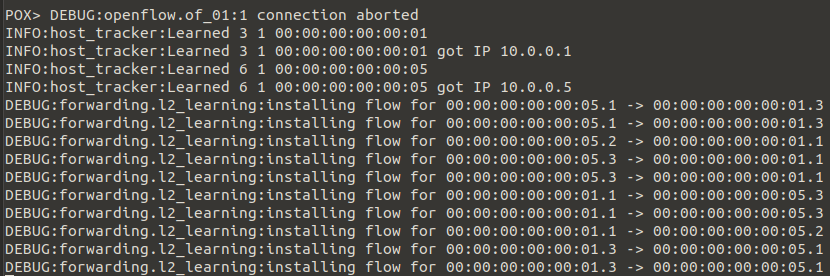 POX> DEBUG:openflow.of_01:1 connection aborted
INFO:host_tracker:Learned 3 1 00:00:00:00:00:01
INFO:host_tracker:Learned 3 1 00:00:00:00:00:01 got IP 10.0.0.1
INFO:host_tracker:Learned 6 1 00:00:00:00:00:05
INFO:host_tracker:Learned 6 1 00:00:00:00:00:05 got IP 10.0.0.5
DEBUG:forwarding.l2_learning:installing flow for 00:00:00:00:00:05.1 -> 00:00:00:00:00:01.3
DEBUG:forwarding.l2_learning:installing flow for 00:00:00:00:00:05.1 -> 00:00:00:00:00:01.3
DEBUG:forwarding.l2_learning:installing flow for 00:00:00:00:00:05.2 -> 00:00:00:00:00:01.1
DEBUG:forwarding.l2_learning:installing flow for 00:00:00:00:00:05.3 -> 00:00:00:00:00:01.1
DEBUG:forwarding.l2_learning:installing flow for 00:00:00:00:00:05.3 -> 00:00:00:00:00:01.1
DEBUG:forwarding.l2_learning:installing flow for 00:00:00:00:00:01.1 -> 00:00:00:00:00:05.3
DEBUG:forwarding.l2_learning:installing flow for 00:00:00:00:00:01.1 -> 00:00:00:00:00:05.3
DEBUG:forwarding.l2_learning:installing flow for 00:00:00:00:00:01.1 -> 00:00:00:00:00:05.2
DEBUG:forwarding.l2_learning:installing flow for 00:00:00:00:00:01.3 -> 00:00:00:00:00:05.1
DEBUG:forwarding.l2_learning:installing flow for 00:00:00:00:00:01.3 -> 00:00:00:00:00:05.1